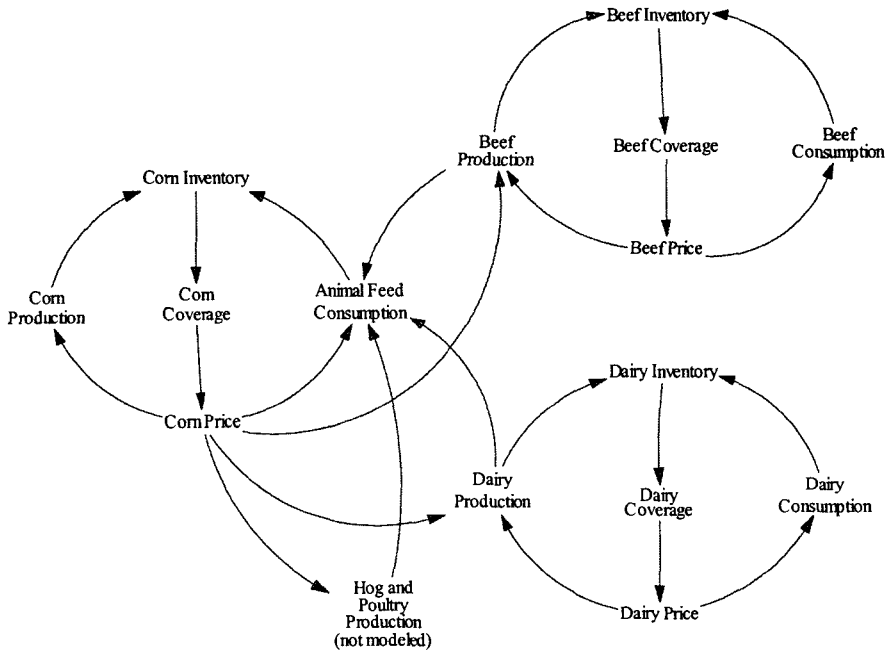 Beef Inventory
Beef
Production
Beef Coverage
Beef
Consumption
Beef Price
Corn Inventory
Corn
Production
Corn
Coverage
Animal Feed
Consumption
Corn Price
Dairy Inventory
Dairy
Production
Dairy
Coverage
Dairy
Consumption
Dairy Price
Hog and
Poultry
Production
(not modeled)